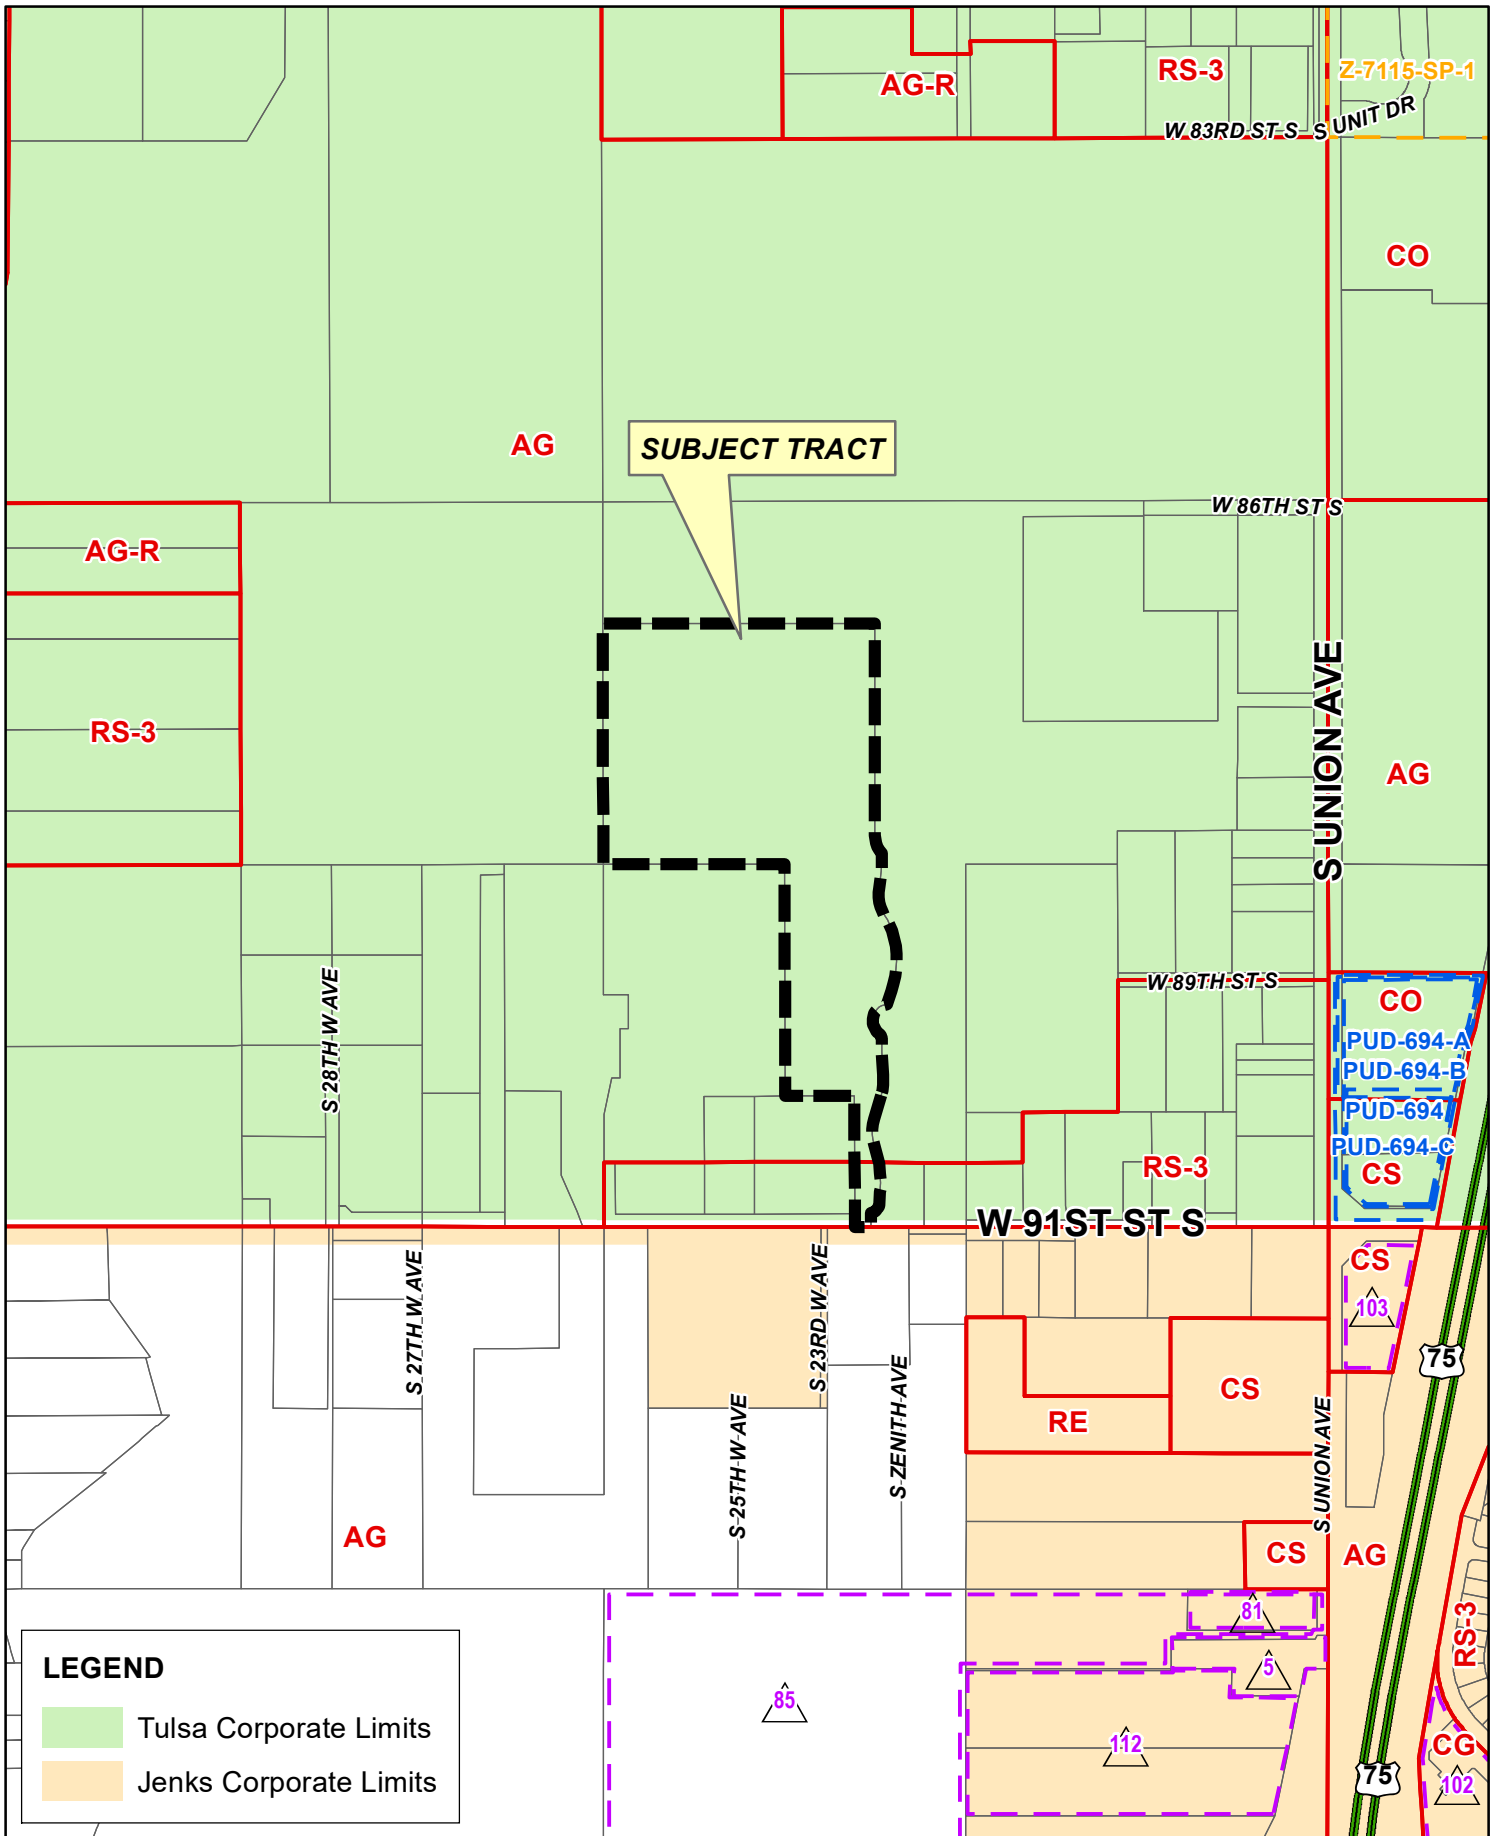 RS-3
Z-7115-SP-1
AG-R
W 83RD ST S
S UNIT DR
CO
AG
SUBJECT TRACT
W 86TH ST S
AG-R
RS-3
S UNION AVE
AG
S 28TH W AVE
W 89TH ST S
CO
PUD-694-A
PUD-694-B
PUD-694
PUD-694-C
CS
RS-3
W 91ST ST S
CS
103
S 27TH W AVE
S 23RD W AVE
75
S ZENITH AVE
CS
RE
S 25TH W AVE
S UNION AVE
AG
CS
AG
81
RS-3
5
LEGEND
85
Tulsa Corporate Limits
112
CG
Jenks Corporate Limits
75
102